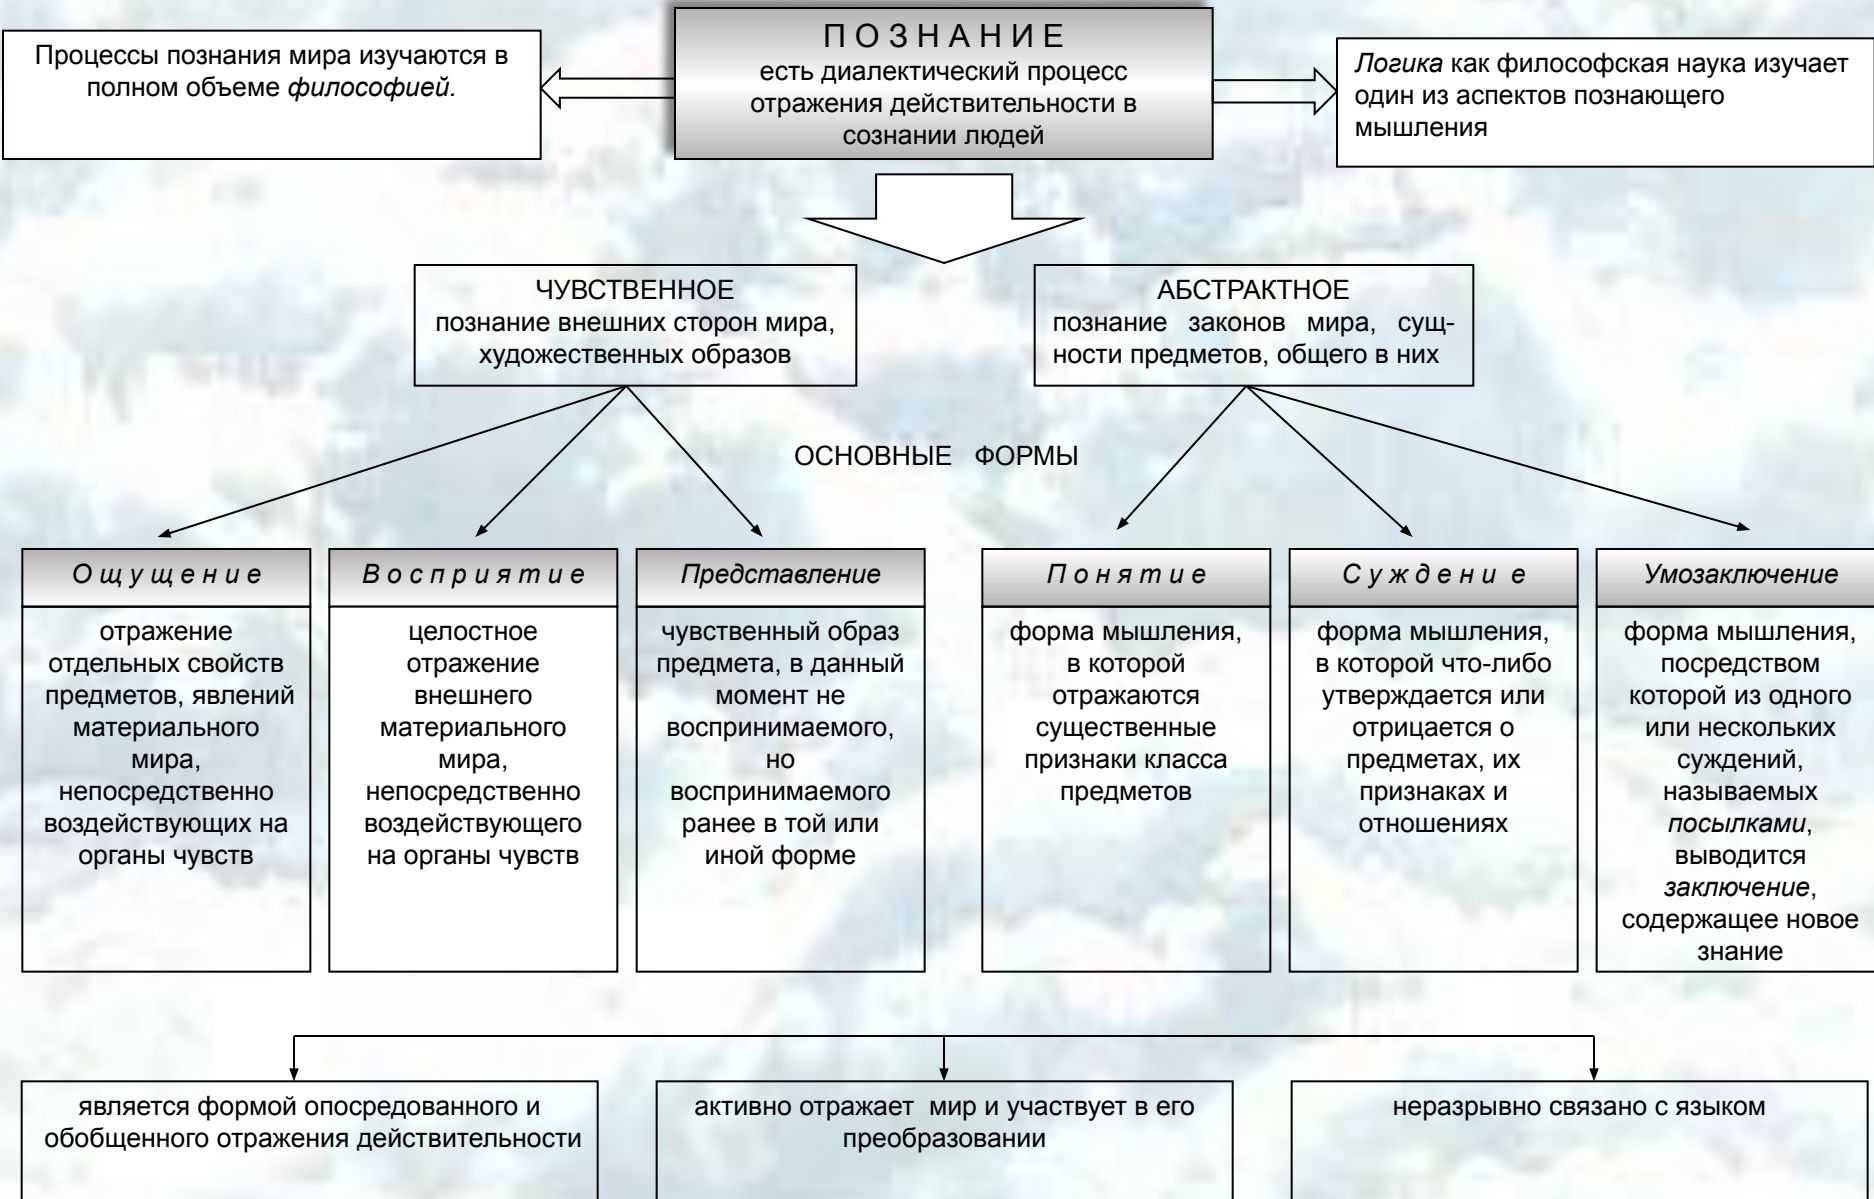 П О З Н А Н И Е
есть диалектический процесс
отражения действительности в
сознании людей
Процессы познания мира изучаются в
полном объеме философией.
Логика как философская наука изучает
один из аспектов познающего
мышления
ЧУВСТВЕННОЕ
познание внешних сторон мира,
художественных образов
АБСТРАКТНОЕ
познание законов мира, сущ-
ности предметов, общего в них
ОСНОВНЫЕ ФОРМЫ
О щ у щ е н и е
отражение
отдельных свойств
предметов, явлений
материального
мира,
непосредственно
воздействующих на
органы чувств
В о с п р и я т и е
целостное
отражение
внешнего
материального
мира,
непосредственно
воздействующего
на органы чувств
Представление
чувственный образ
предмета, в данный
момент не
воспринимаемого,
но
воспринимаемого
ранее в той или
иной форме
П о н я т и е
форма мышления,
в которой
отражаются
существенные
признаки класса
предметов
С у ж д е н и е
форма мышления,
в которой что-либо
утверждается или
отрицается о
предметах, их
признаках и
отношениях
Умозаключение
форма мышления,
посредством
которой из одного
или нескольких
суждений,
называемых
посылками,
выводится
заключение,
содержащее новое
знание
является формой опосредованного и
обобщенного отражения действительности
активно отражает мир и участвует в его
преобразовании
неразрывно связано с языком